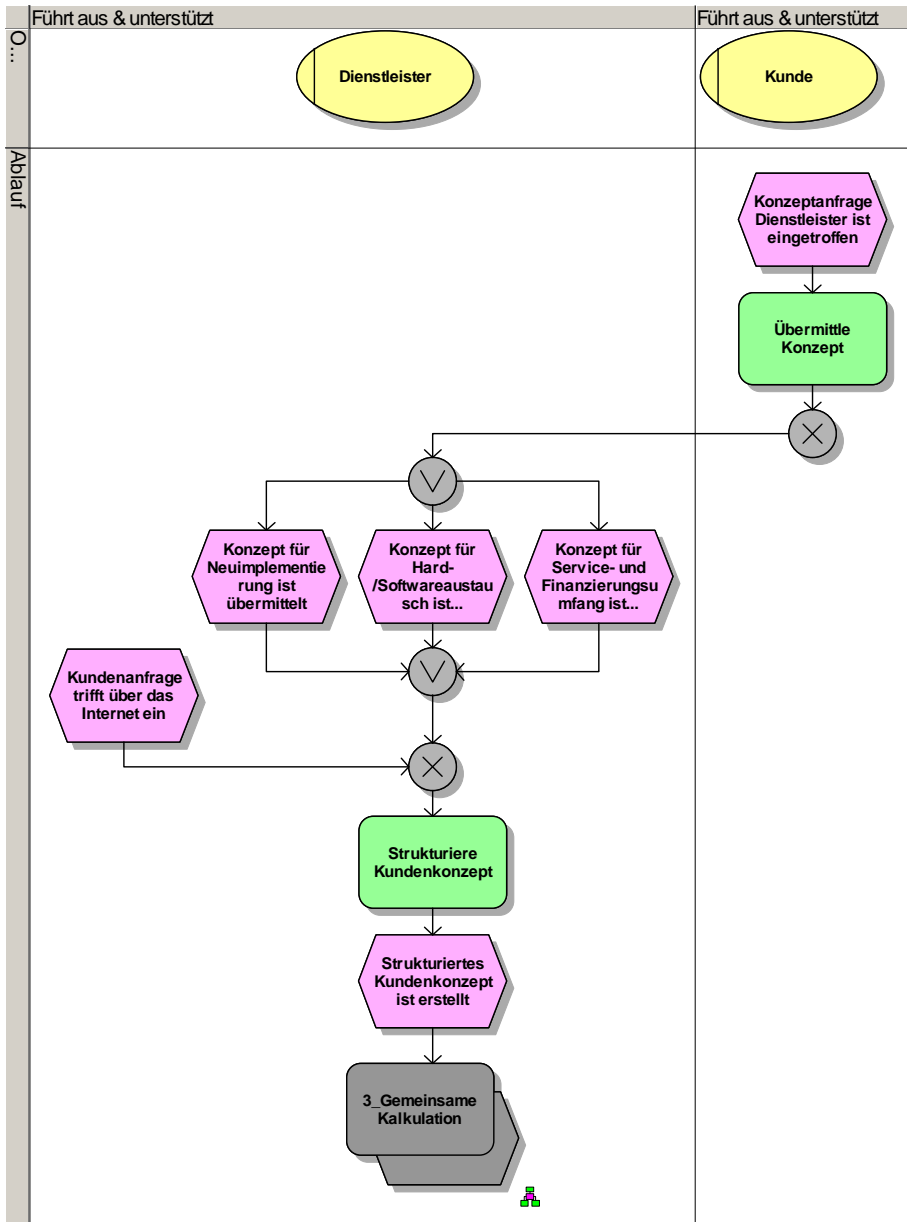 Führt aus & unterstützt
Führt aus & unterstützt
O...
Dienstleister
Kunde
Ablauf
Konzeptanfrage
Dienstleister ist
eingetroffen
Übermittle
Konzept
Konzept für
Neuimplementie
rung ist
übermittelt
Konzept für
Hard-
/Softwareaustau
sch ist...
Konzept für
Service- und
Finanzierungsu
mfang ist...
Kundenanfrage
trifft über das
Internet ein
Strukturiere
Kundenkonzept
Strukturiertes
Kundenkonzept
ist erstellt
3_Gemeinsame
Kalkulation